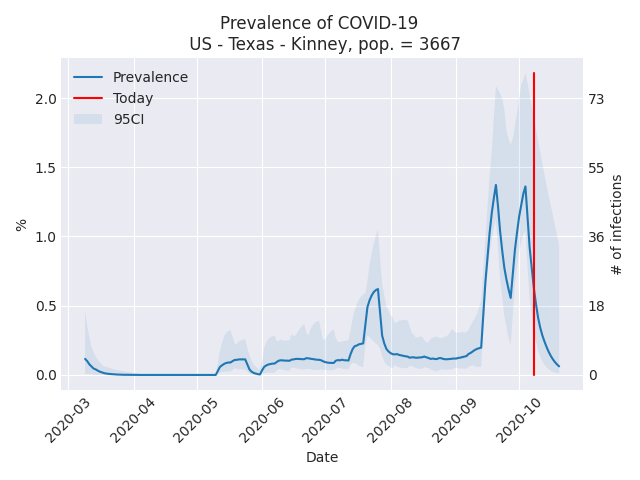 Prevalence of COVID-19
US - Texas - Kinney, pop. = 3667
Prevalence
Today
95CI
2.0
1.5
1.0
0.5
0.0
%
73
55
36
18
0
# of infections
2020-03
2020-04
2020-05
2020-06
2020-07
2020-08
2020-09
2020-10
Date